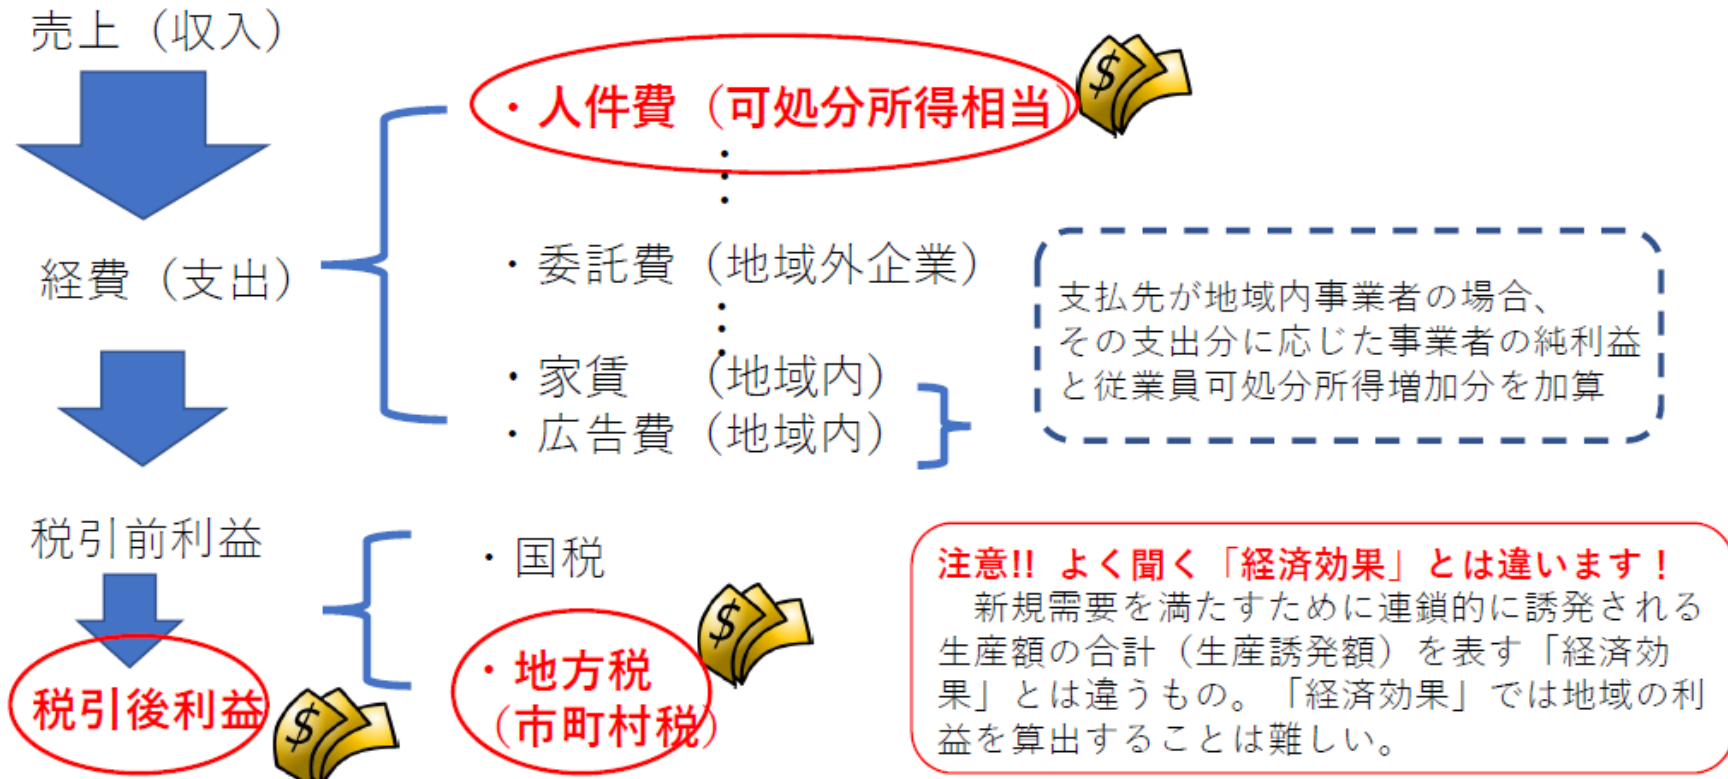 売上（収入）
・人件費（可処分所得相当）
経費（支出）
・委託費（地域外企業）
・家賃　（地域内）
・広告費（地域内）
支払先が地域内事業者の場合、
その支出分に応じた事業者の純利益
と従業員可処分所得増加分を加算
税引前利益
・国税
・地方税
（市町村税）
税引後利益
注意!! よく聞く「経済効果」とは違います！
　新規需要を満たすために連鎖的に誘発される
生産額の合計（生産誘発額）を表す「経済効
果」とは違うもの。「経済効果」では地域の利
益を算出することは難しい。